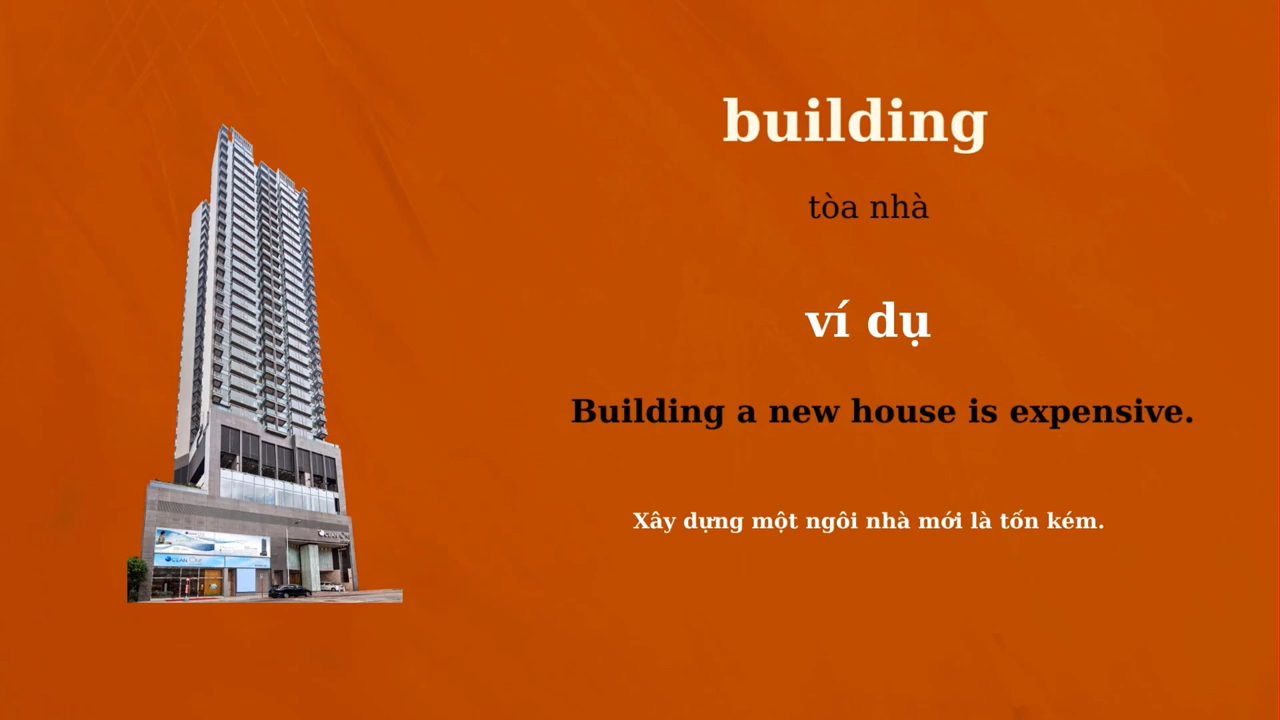 building
tòa nhà
ví dụ
Building a new house is expensive.
Xây dựng một ngôi nhà mới là tốn kém.